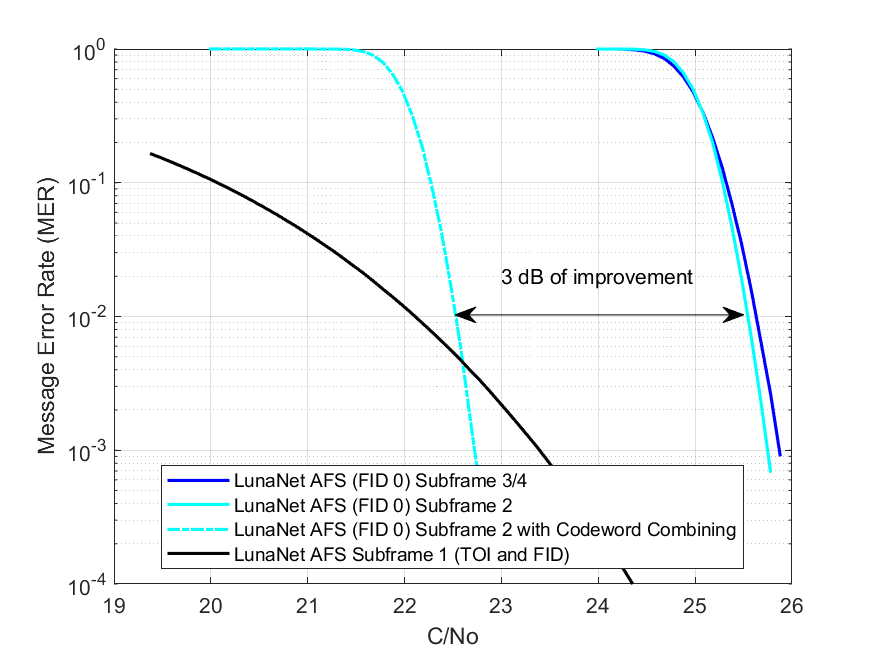 10^0
10^-1
10^-2
10^-3
10^-4
Message Error Rate (MER)
3 dB of improvement
LunaNet AFS (FID 0) Subframe 3/4
LunaNet AFS (FID 0) Subframe 2
LunaNet AFS (FID 0) Subframe 2 with Codeword Combining
LunaNet AFS Subframe 1 (TOI and FID)
19 20 21 22 23 24 25 26
C/No